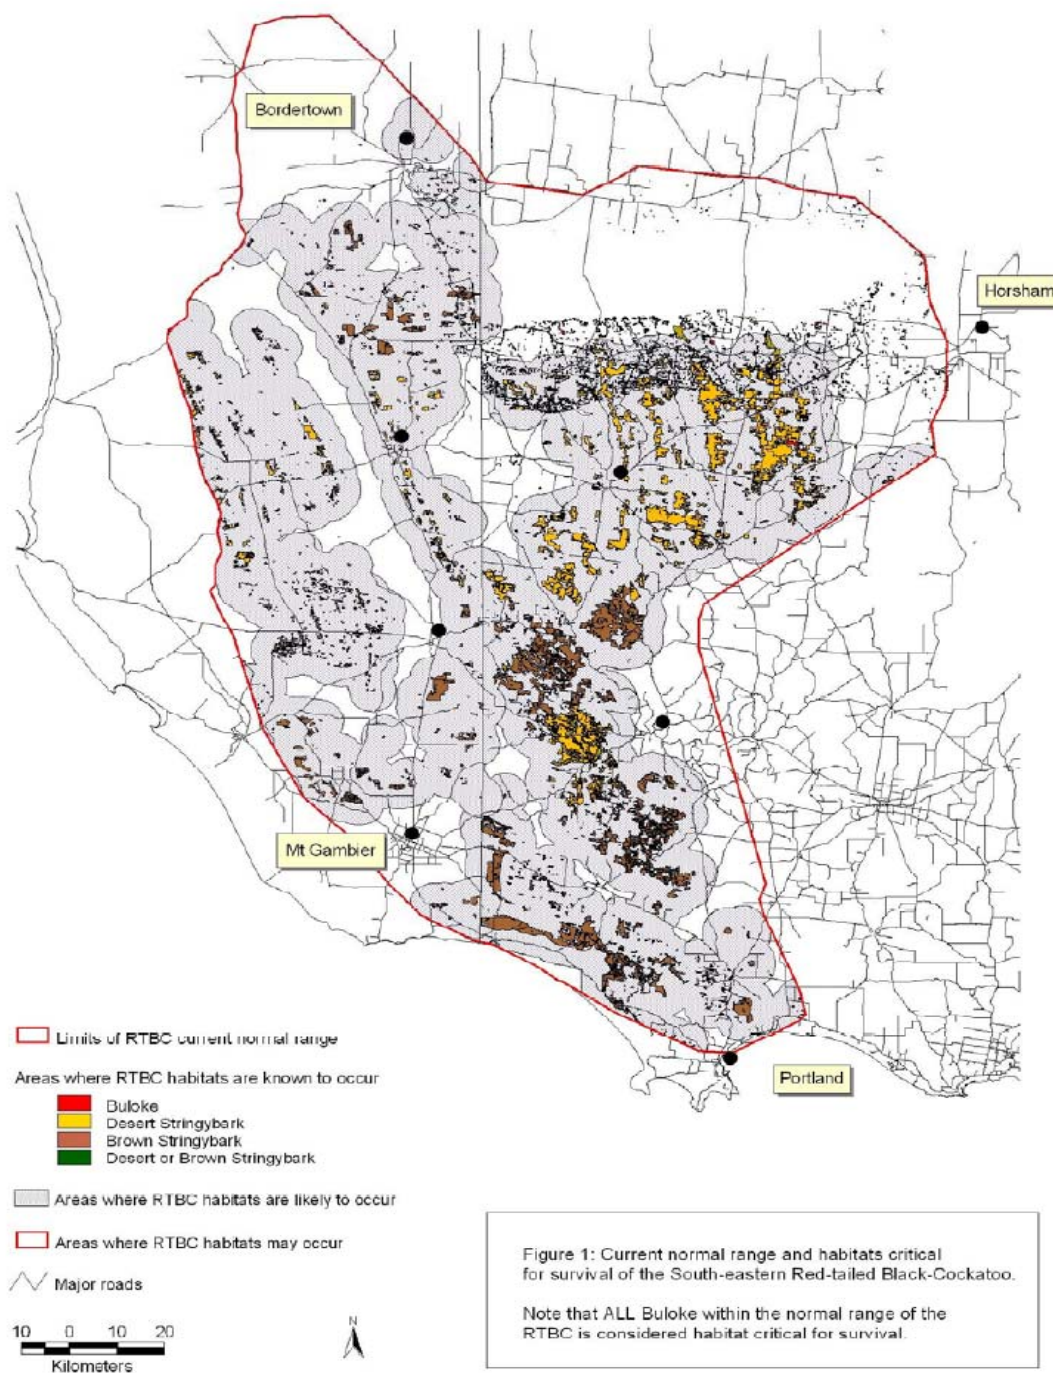 Bordertown
Horsham
Mt Gambier
Portland
Limits of RTBC current normal range
Areas where RTBC habitats are known to occur
Buloke
Desert Stringybark
Brown Stringybark
Desert or Brown Stringybark
Areas where RTBC habitats are likely to occur
Areas where RTBC habitats may occur
Major roads
10 0 10 20
Kilometers
N
Figure 1: Current normal range and habitats critical
for survival of the South-eastern Red-tailed Black-Cockatoo.
Note that ALL Buloke within the normal range of the
RTBC is considered habitat critical for survival.